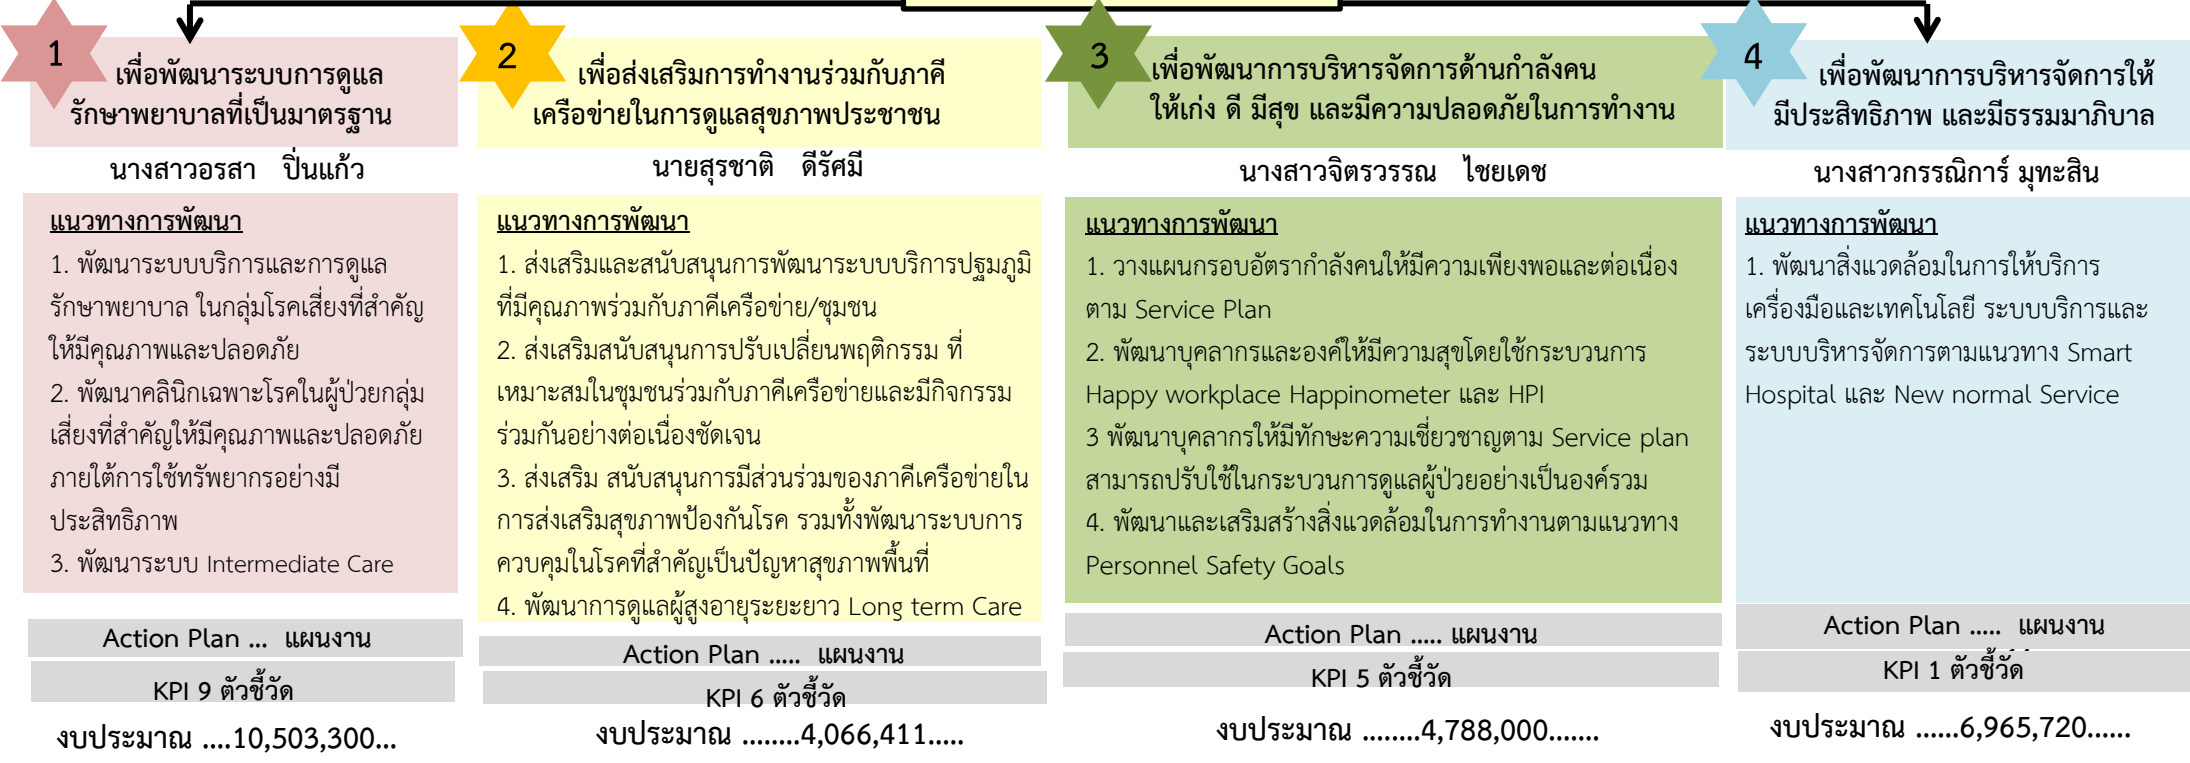 1
เพื่อพัฒนาระบบการดูแล
รักษาพยาบาลที่เป็นมาตรฐาน
นางสาวอรสา ปิ่นแก้ว
แนวทางการพัฒนา
1. พัฒนาระบบบริการและการดูแล
รักษาพยาบาล ในกลุ่มโรคเสี่ยงที่สำคัญ
ให้มีคุณภาพและปลอดภัย
2. พัฒนาคลินิกเฉพาะโรคในผู้ป่วยกลุ่ม
เสี่ยงที่สำคัญให้มีคุณภาพและปลอดภัย
ภายใต้การใช้ทรัพยากรอย่างมี
ประสิทธิภาพ
3. พัฒนาระบบ Intermediate Care
Action Plan ... แผนงาน
KPI 9 ตัวชี้วัด
งบประมาณ ....10,503,300...
2
เพื่อส่งเสริมการทำงานร่วมกับภาคี
เครือข่ายในการดูแลสุขภาพประชาชน
นายสุรชาติ ดีรัศมี
แนวทางการพัฒนา
1. ส่งเสริมและสนับสนุนการพัฒนาระบบบริการปฐมภูมิ
ที่มีคุณภาพร่วมกับภาคีเครือข่าย/ชุมชน
2. ส่งเสริมสนับสนุนการปรับเปลี่ยนพฤติกรรม ที่
เหมาะสมในชุมชนร่วมกับภาคีเครือข่ายและมีกิจกรรม
ร่วมกันอย่างต่อเนื่องชัดเจน
3. ส่งเสริม สนับสนุนการมีส่วนร่วมของภาคีเครือข่ายใน
การส่งเสริมสุขภาพป้องกันโรค รวมทั้งพัฒนาระบบการ
ควบคุมในโรคที่สำคัญเป็นปัญหาสุขภาพพื้นที่
4. พัฒนาการดูแลผู้สูงอายุระยะยาว Long term Care
Action Plan ..... แผนงาน
KPI 6 ตัวชี้วัด
งบประมาณ ........4,066,411.....
3
เพื่อพัฒนาการบริหารจัดการด้านกำลังคน
ให้เก่ง ดี มีสุข และมีความปลอดภัยในการทำงาน
นางสาวจิตรวรรณ ไชยเดช
แนวทางการพัฒนา
1. วางแผนกรอบอัตรากำลังคนให้มีความเพียงพอและต่อเนื่อง
ตาม Service Plan
2. พัฒนาบุคลากรและองค์ให้มีความสุขโดยใช้กระบวนการ
Happy workplace Happinometer และ HPI
3 พัฒนาบุคลากรให้มีทักษะความเชี่ยวชาญตาม Service plan
สามารถปรับใช้ในกระบวนการดูแลผู้ป่วยอย่างเป็นองค์รวม
4. พัฒนาและเสริมสร้างสิ่งแวดล้อมในการทำงานตามแนวทาง
Personnel Safety Goals
Action Plan ..... แผนงาน
KPI 5 ตัวชี้วัด
งบประมาณ ........4,788,000.......
4
เพื่อพัฒนาการบริหารจัดการให้
มีประสิทธิภาพ และมีธรรมมาภิบาล
นางสาวกรรณิการ์ มุทะสิน
แนวทางการพัฒนา
1. พัฒนาสิ่งแวดล้อมในการให้บริการ
เครื่องมือและเทคโนโลยี ระบบบริการและ
ระบบบริหารจัดการตามแนวทาง Smart
Hospital และ New normal Service
Action Plan ..... แผนงาน
KPI 1 ตัวชี้วัด
งบประมาณ ......6,965,720......